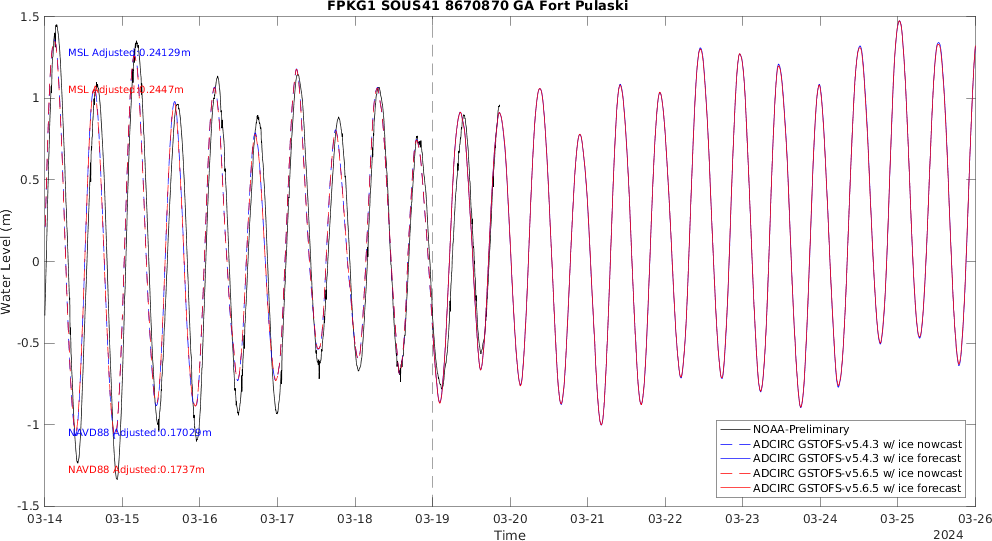 FPKG1 SOUS41 8670870 GA Fort Pulaski
1.5
1
0.5
0
-0.5
-1
-1.5
Water Level (m)
MSL Adjusted:0.24129m
MSL Adjusted:0.2447m
NAVD88 Adjusted:0.17029m
NAVD88 Adjusted:0.1737m
NOAA-Preliminary
ADCIRC GSTOFS-v5.4.3 w/ ice nowcast
ADCIRC GSTOFS-v5.4.3 w/ ice forecast
ADCIRC GSTOFS-v5.6.5 w/ ice nowcast
ADCIRC GSTOFS-v5.6.5 w/ ice forecast
03-14 03-15 03-16 03-17 03-18 03-19 03-20 03-21 03-22 03-23 03-24 03-25 03-26
Time
2024